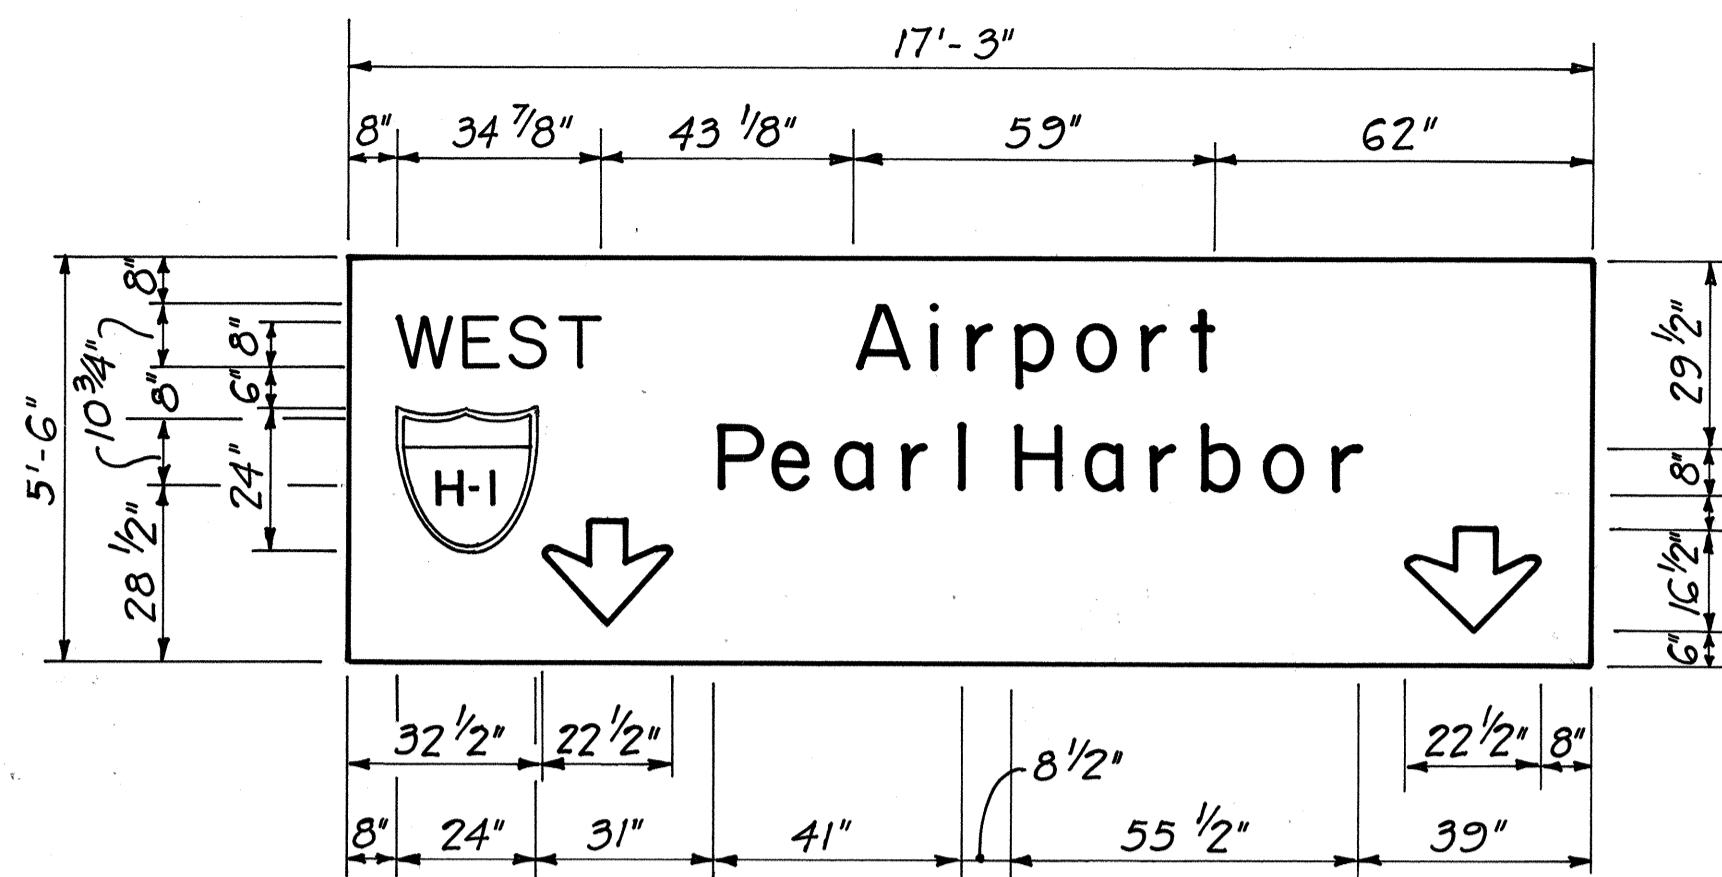 17'-3"
8" 34 7/8" 43 1/8" 59" 62"
5'-6"
8"
10 3/4"
8"
28 1/2"
8"
6"
24"
WEST
H-1
Airport
Pearl Harbor
29 1/2"
8"
16 1/2"
6"
32 1/2" 22 1/2" 22 1/2" 8"
8 1/2"
8" 24" 31" 41" 55 1/2" 39"